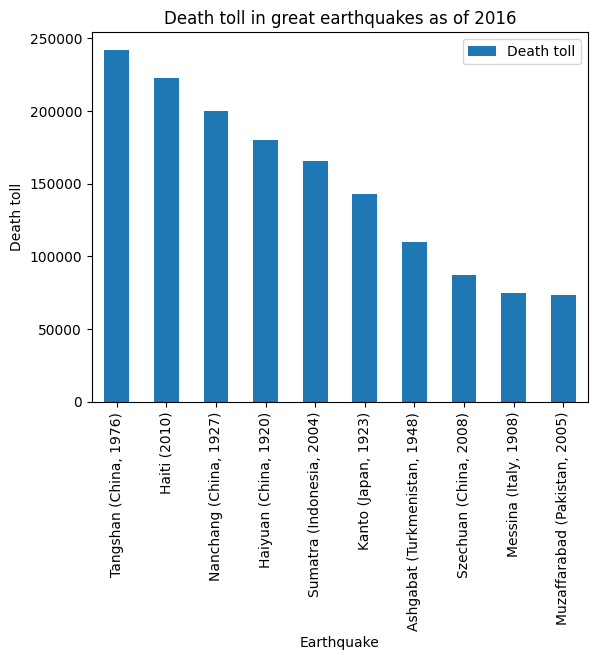 Death toll in great earthquakes as of 2016
Death toll
250000
200000
150000
100000
50000
0
Death toll
Tangshan (China, 1976)
Haiti (2010)
Nanchang (China, 1927)
Haiyuan (China, 1920)
Sumatra (Indonesia, 2004)
Kanto (Japan, 1923)
Ashgabat (Turkmenistan, 1948)
Szechuan (China, 2008)
Messina (Italy, 1908)
Muzaffarabad (Pakistan, 2005)
Earthquake